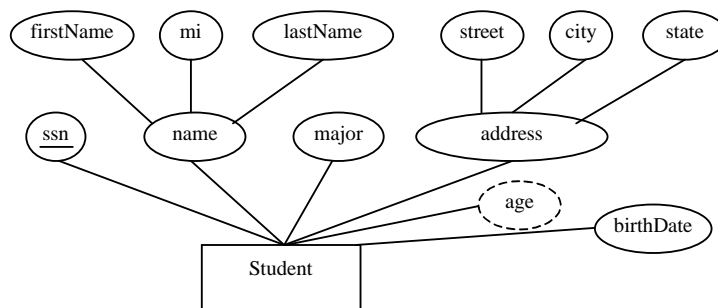 firstName mi lastName street city state
ssn name major address
age
birthDate
Student